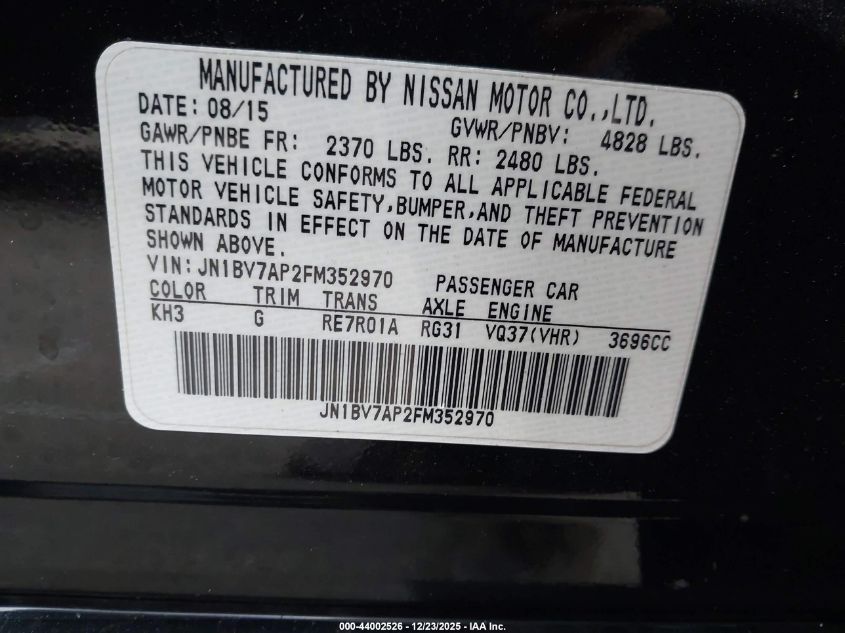 MANUFACTURED BY NISSAN MOTOR CO.,LTD.
DATE: 08/15 GVWR/PNBV: 4828 LBS.
GAWR/PNBE FR: 2370 LBS. RR: 2480 LBS.
THIS VEHICLE CONFORMS TO ALL APPLICABLE FEDERAL
MOTOR VEHICLE SAFETY,BUMPER,AND THEFT PREVENTION
STANDARDS IN EFFECT ON THE DATE OF MANUFACTURE
SHOWN ABOVE.
VIN:JN1BV7AP2FM352970 PASSENGER CAR
COLOR TRIM TRANS AXLE ENGINE
KH3 G RE7R01A RG31 VQ37(VHR) 3696CC
JN1BV7AP2FM352970
000-44002526 - 12/23/2025 - IAA Inc.